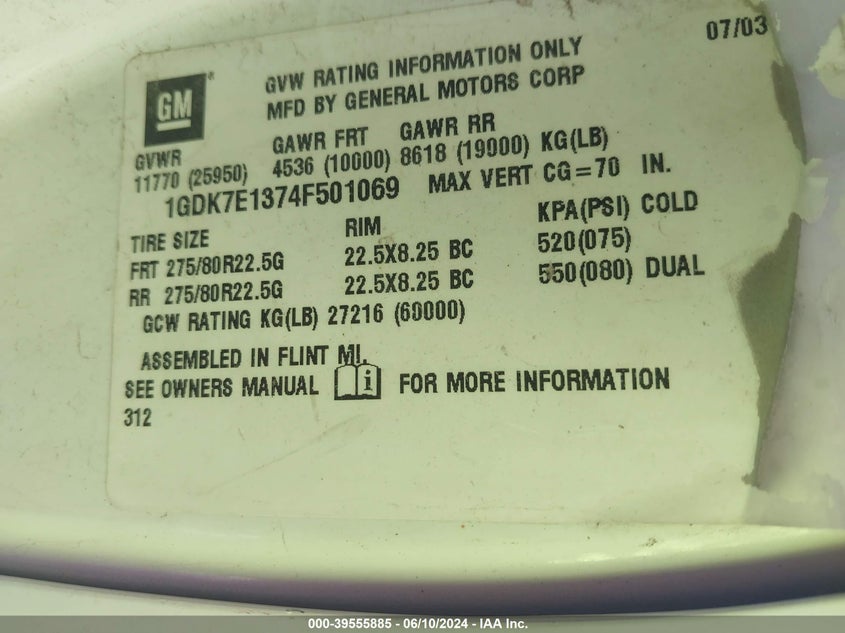 07/03
GM
GVW RATING INFORMATION ONLY
MFD BY GENERAL MOTORS CORP
GVWR GAWR FRT GAWR RR
11770 (25950) 4536 (10000) 8618 (19000) KG(LB)
1GDK7E1374F501069 MAX VERT CG=70 IN.
TIRE SIZE RIM KPA(PSI) COLD
FRT 275/80R22.5G 22.5X8.25 BC 520(075)
RR 275/80R22.5G 22.5X8.25 BC 550(080) DUAL
GCW RATING KG(LB) 27216 (60000)
ASSEMBLED IN FLINT MI.
SEE OWNERS MANUAL i FOR MORE INFORMATION
312
000-39555885 - 06/10/2024 - IAA Inc.